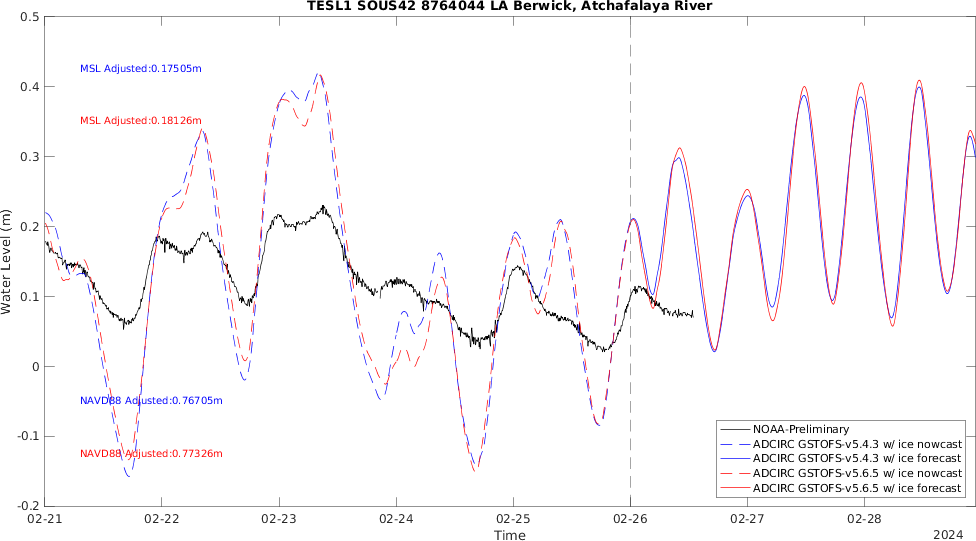 TESL1 SOUS42 8764044 LA Berwick, Atchafalaya River
0.5
0.4
0.3
0.2
0.1
0
-0.1
-0.2
Water Level (m)
MSL Adjusted:0.17505m
MSL Adjusted:0.18126m
NAVD88 Adjusted:0.76705m
NAVD88 Adjusted:0.77326m
NOAA-Preliminary
ADCIRC GSTOFS-v5.4.3 w/ ice nowcast
ADCIRC GSTOFS-v5.4.3 w/ ice forecast
ADCIRC GSTOFS-v5.6.5 w/ ice nowcast
ADCIRC GSTOFS-v5.6.5 w/ ice forecast
02-21 02-22 02-23 02-24 02-25 02-26 02-27 02-28
Time
2024